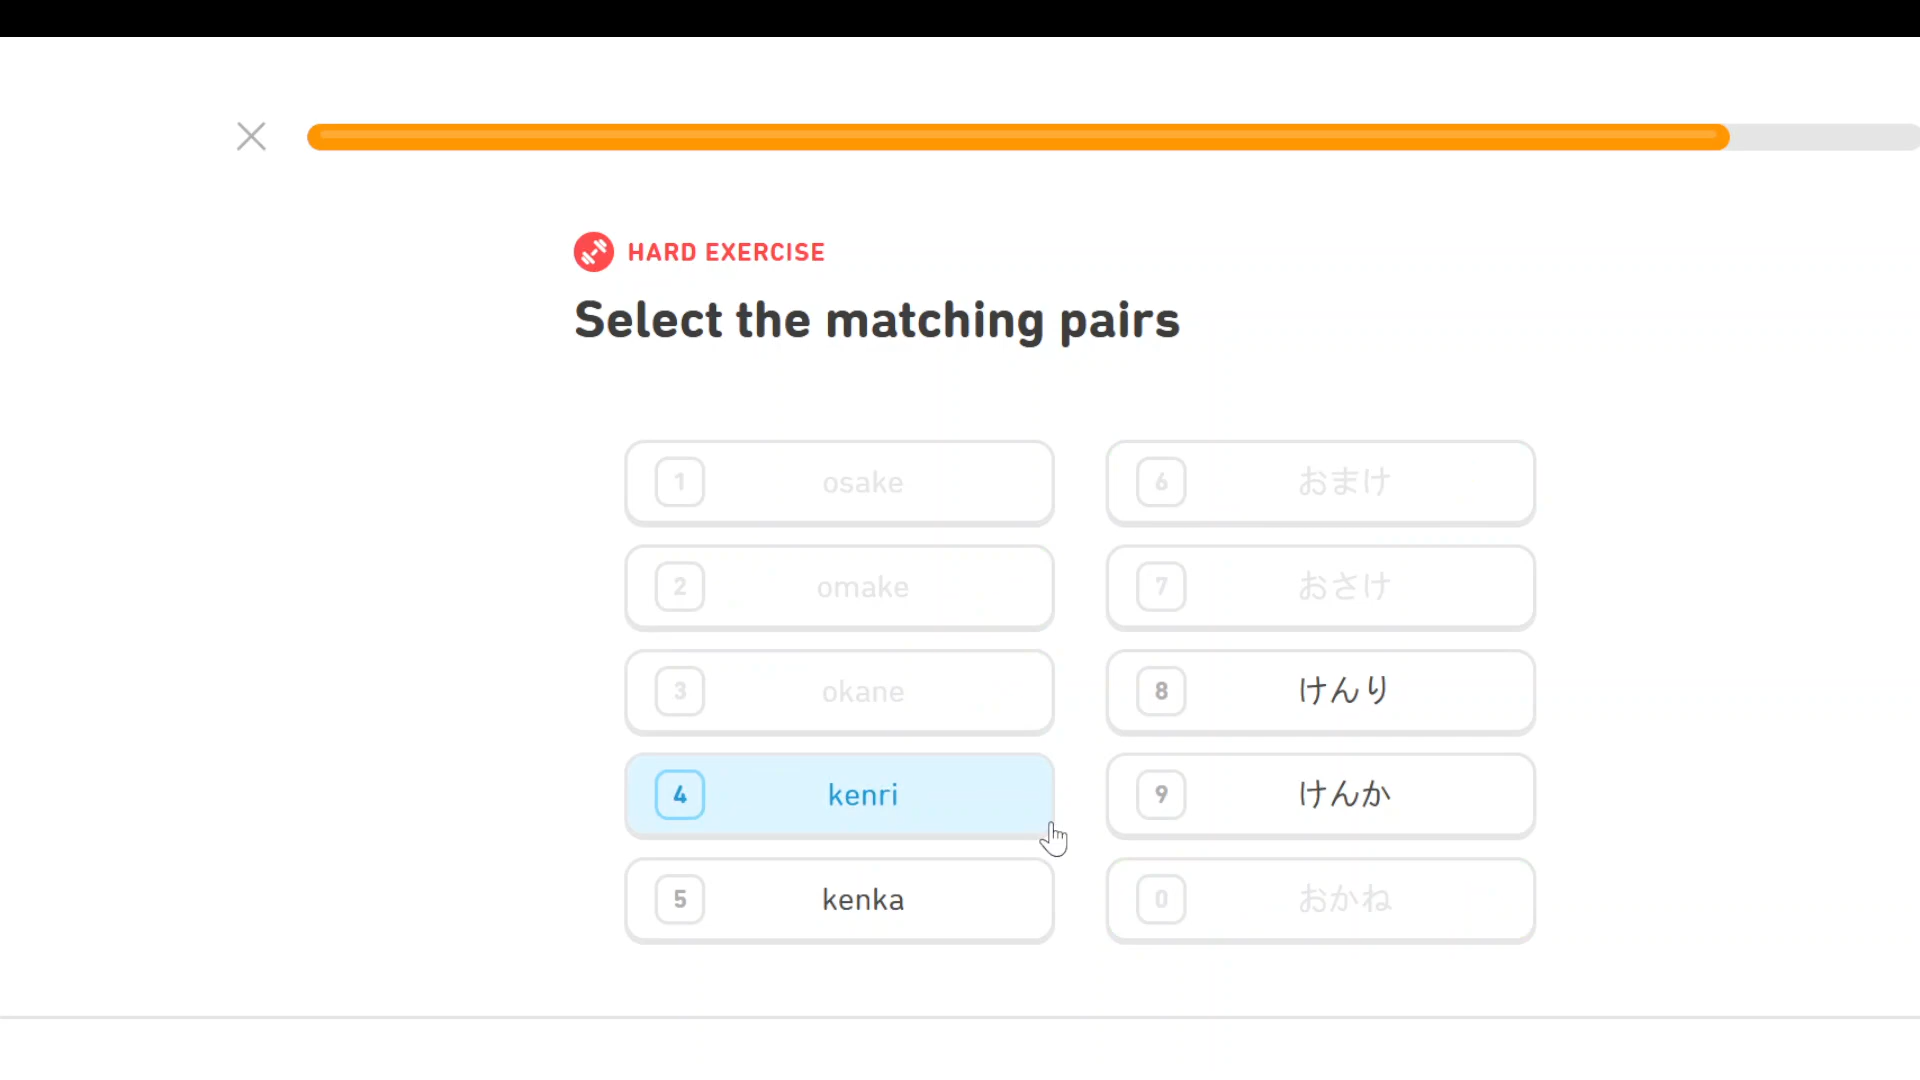 HARD EXERCISE
Select the matching pairs
1 osake
6 おまけ
2 omake
7 おさけ
3 okane
8 けんり
4 kenri
9 けんか
5 kenka
0 おかね